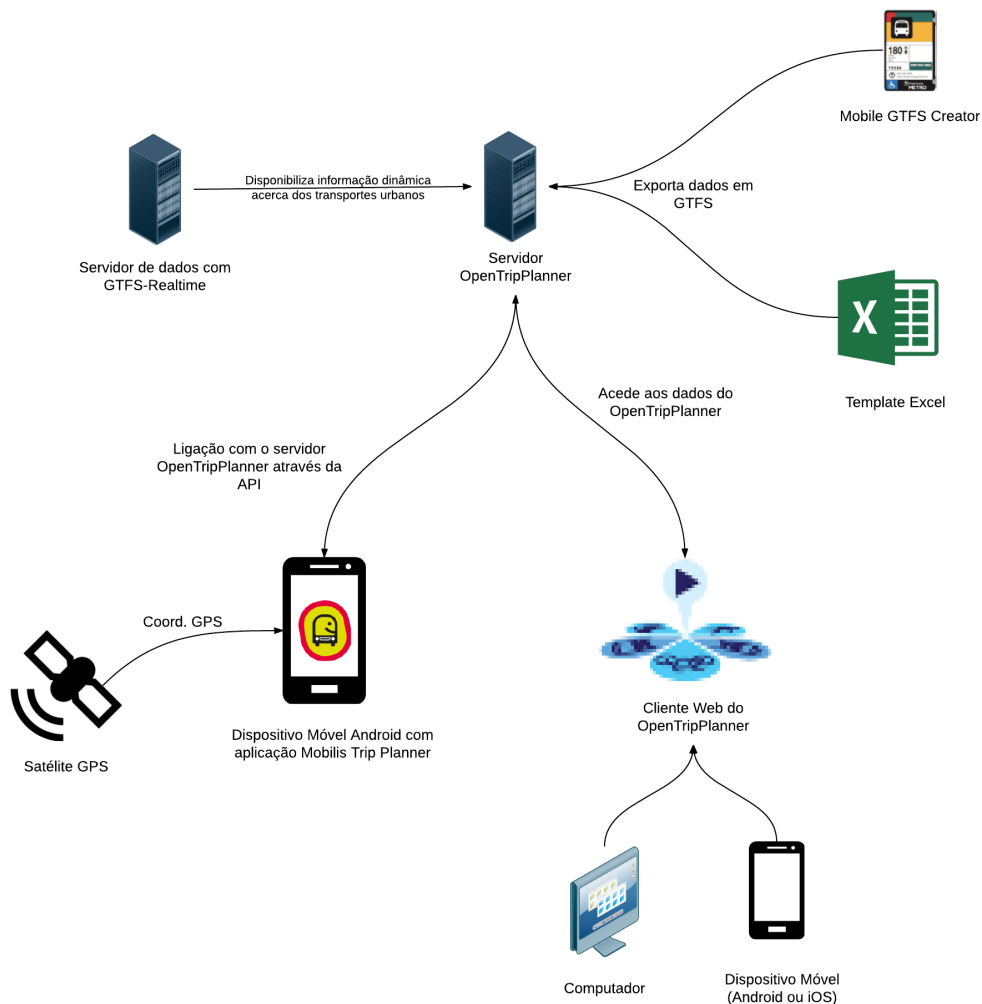 180
METRO
Mobile GTFS Creator
Disponibiliza informação dinâmica
acerca dos transportes urbanos
Exporta dados em
GTFS
Servidor de dados com
GTFS-Realtime
Servidor
OpenTripPlanner
X
Template Excel
Acede aos dados do
OpenTripPlanner
Ligação com o servidor
OpenTripPlanner através da
API
Coord. GPS
Satélite GPS
Dispositivo Móvel Android com
aplicação Mobilis Trip Planner
Cliente Web do
OpenTripPlanner
Computador
Dispositivo Móvel
(Android ou iOS)